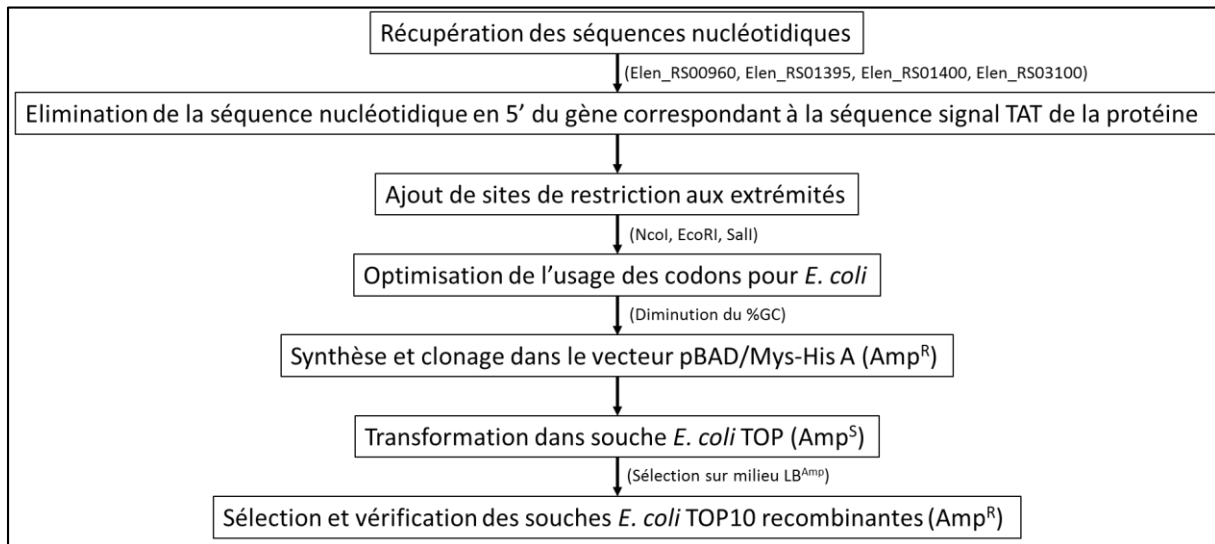 Récupération des séquences nucléotidiques
(Elen_RS00960, Elen_RS01395, Elen_RS01400, Elen_RS03100)
Elimination de la séquence nucléotidique en 5’ du gène correspondant à la séquence signal TAT de la protéine
Ajout de sites de restriction aux extrémités
(NcoI, EcoRI, SalI)
Optimisation de l’usage des codons pour E. coli
(Diminution du %GC)
Synthèse et clonage dans le vecteur pBAD/Mys-His A (AmpR)
Transformation dans souche E. coli TOP (AmpS)
(Sélection sur milieu LBAmp)
Sélection et vérification des souches E. coli TOP10 recombinantes (AmpR)